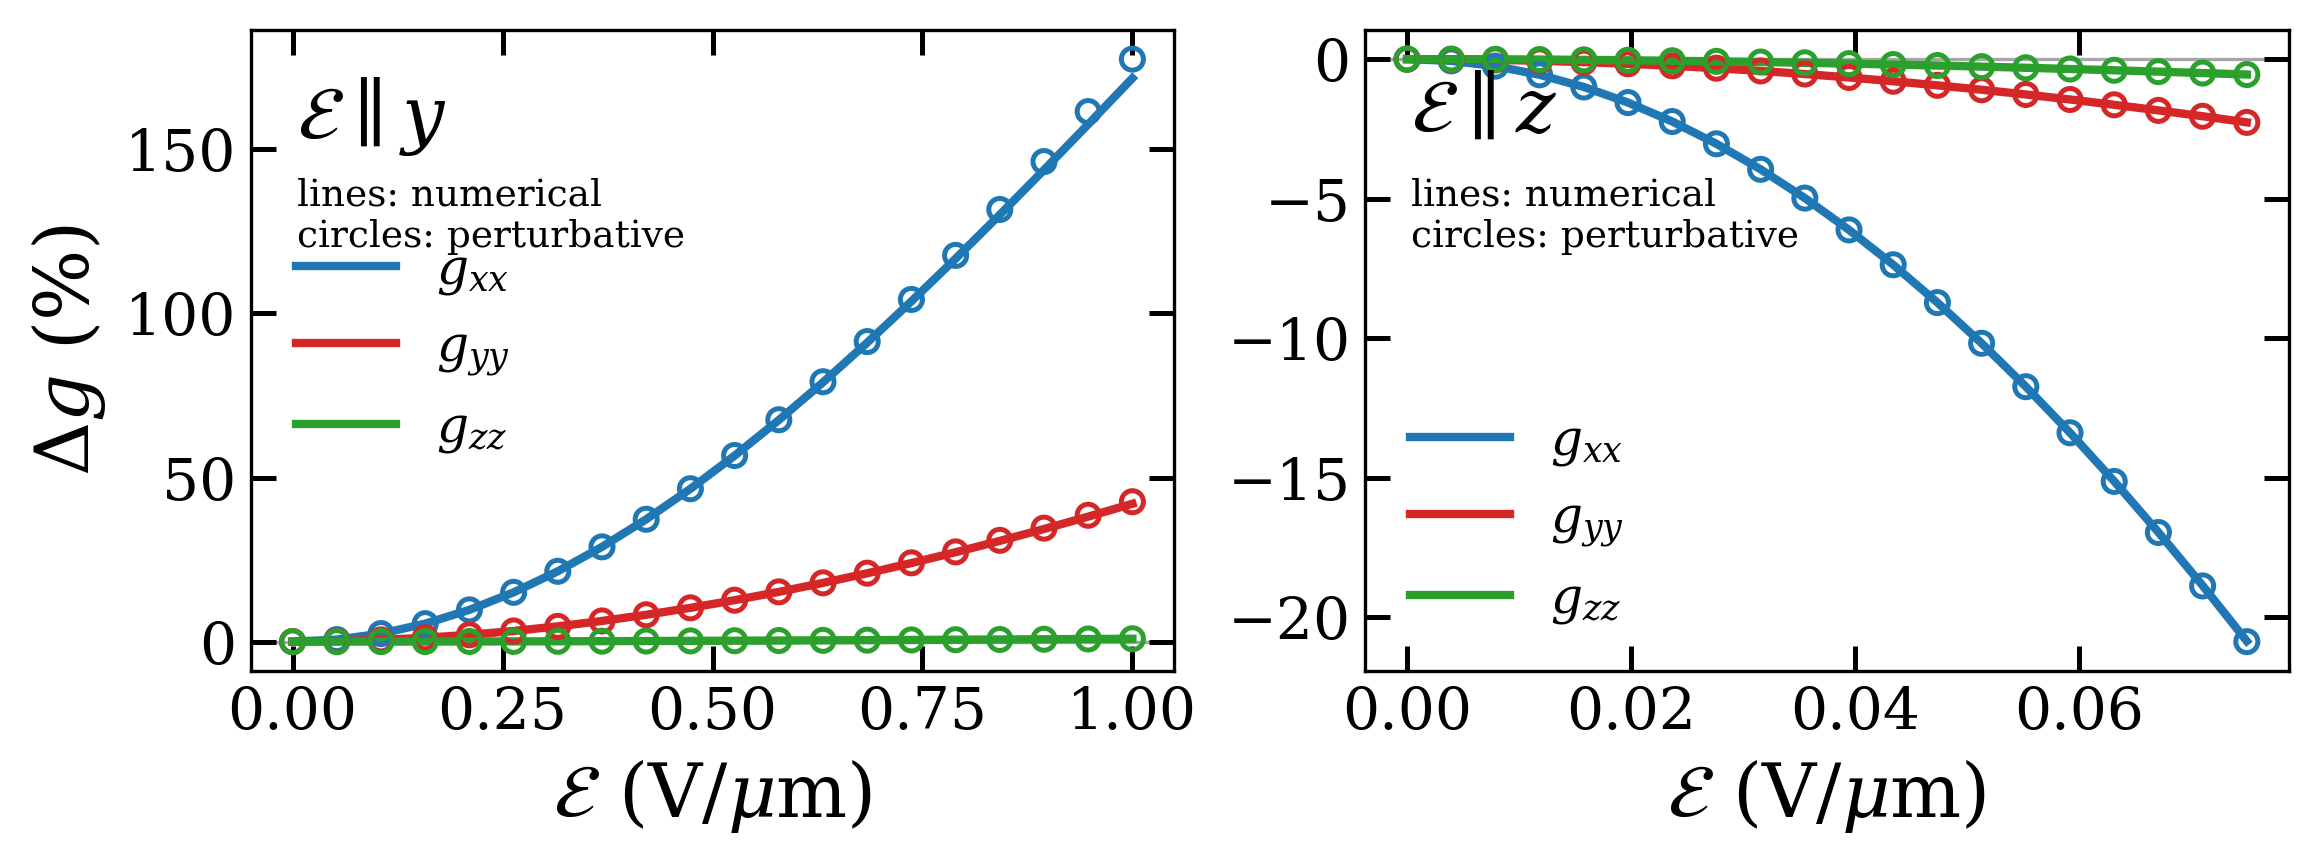 Δg (%)
150
100
50
0
ℰ ∥ y
lines: numerical
circles: perturbative
g_xx
g_yy
g_zz
0.00 0.25 0.50 0.75 1.00
ℰ (V/μm)
0
−5
−10
−15
−20
ℰ ∥ z
lines: numerical
circles: perturbative
g_xx
g_yy
g_zz
0.00 0.02 0.04 0.06
ℰ (V/μm)